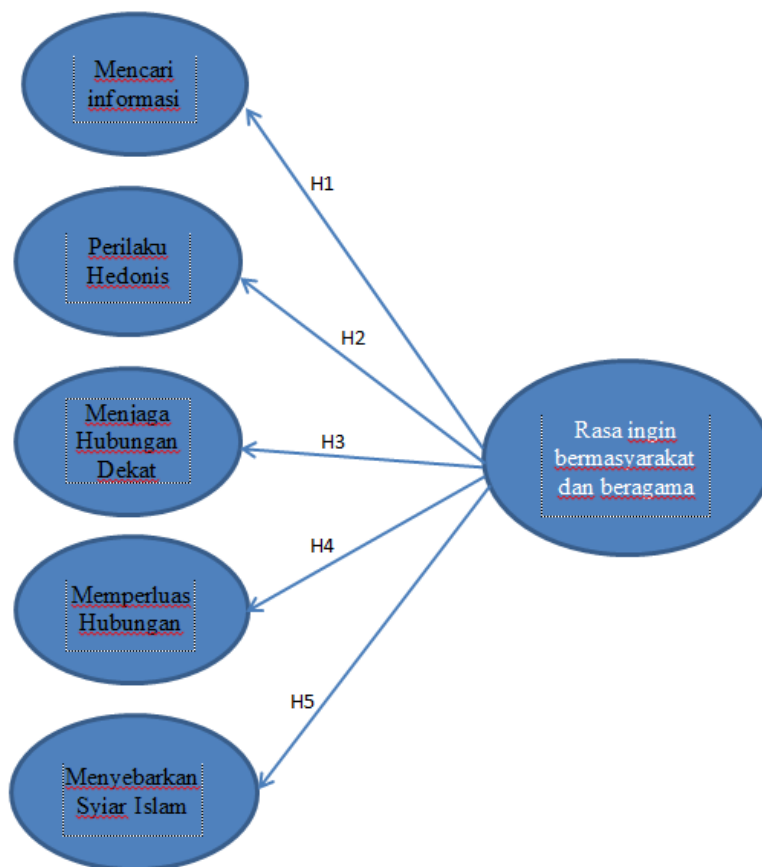 Mencari
informasi
H1
Perilaku
Hedonis
H2
Menjaga
Hubungan
Dekat
H3
Rasa ingin
bermasyarakat
dan beragama
H4
Memperluas
Hubungan
H5
Menyebarkan
Syiar Islam